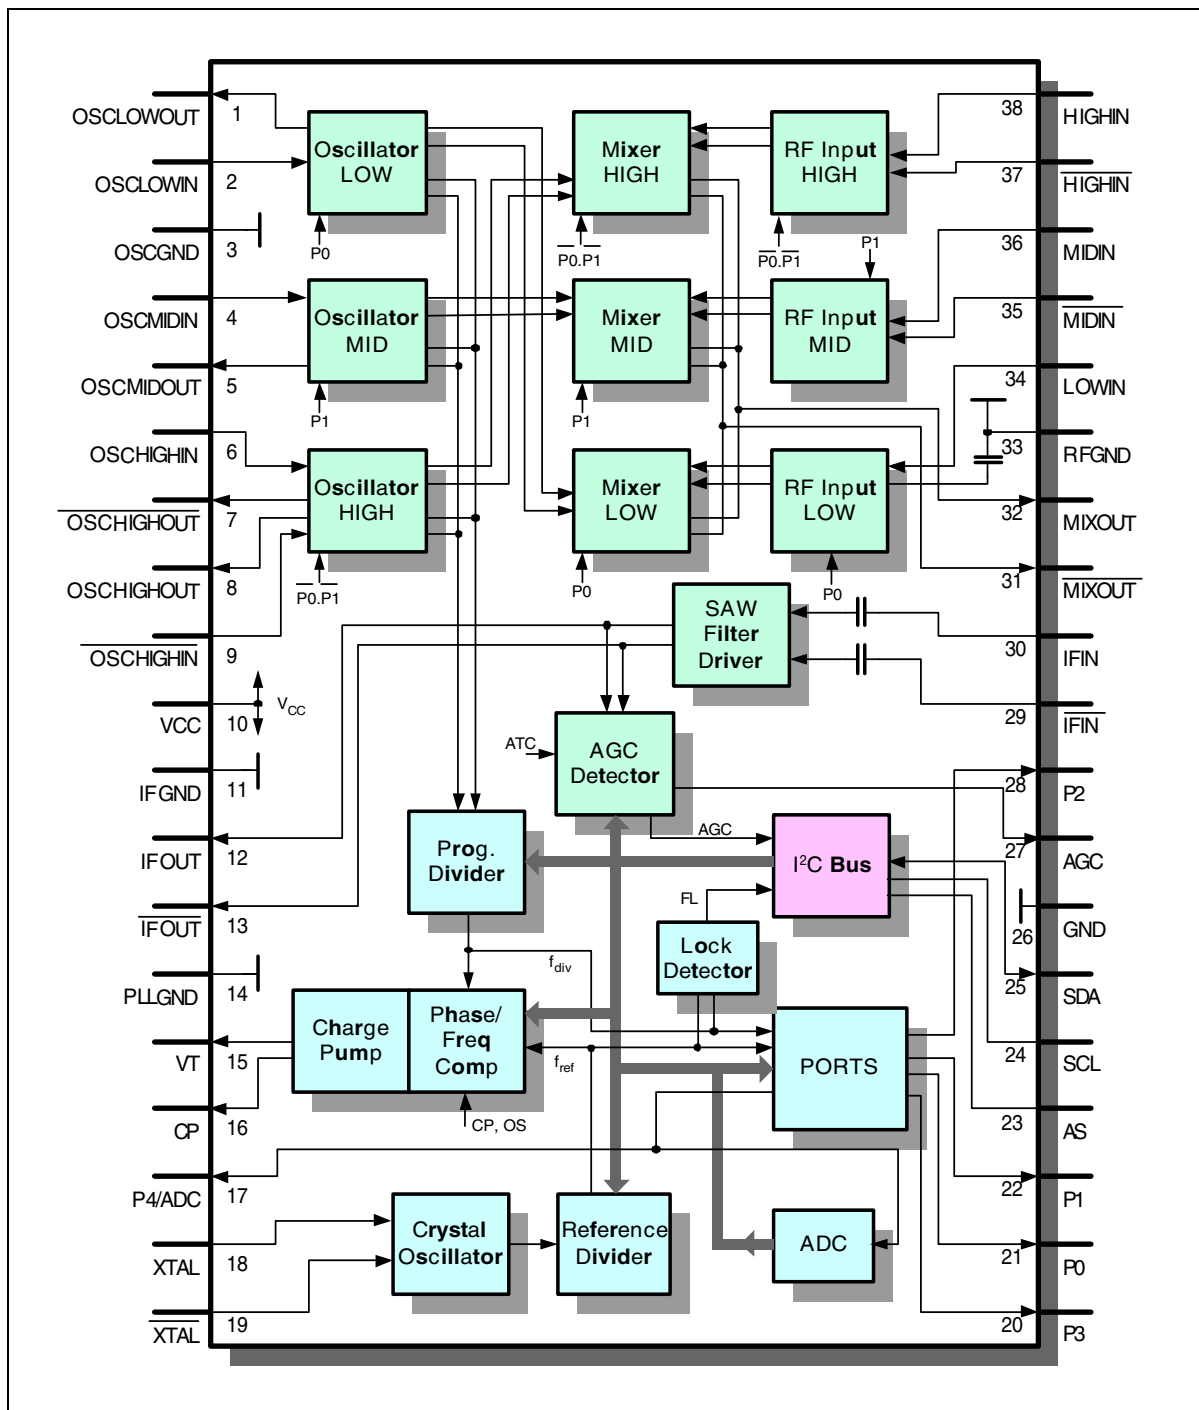 OSCLOWOUT
1
OSCLOWIN
2
OSCGND
3
OSCMIDIN
4
OSCMIDOUT
5
OSCHIGHIN
6
OSCHIGHOUT
7
OSCHIGHOUT
8
OSCHIGHIN
9
VCC
10
VCC
IFGND
11
IFOUT
12
IFOUT
13
PLLGND
14
VT
15
CP
16
P4/ADC
17
XTAL
18
XTAL
19
Oscillator
LOW
P0
Mixer
HIGH
P0.P1
RF Input
HIGH
P0.P1
P1
Oscillator
MID
P1
Mixer
MID
P1
RF Input
MID
Oscillator
HIGH
P0.P1
Mixer
LOW
P0
RF Input
LOW
P0
SAW
Filter
Driver
ATC
AGC
Detector
AGC
Prog.
Divider
I²C Bus
FL
Lock
Detector
fdiv
Charge
Pump
Phase/
Freq
Comp
fref
CP, OS
PORTS
Crystal
Oscillator
Reference
Divider
ADC
38
HIGHIN
37
HIGHIN
36
MIDIN
35
MIDIN
34
LOWIN
33
RFGND
32
MIXOUT
31
MIXOUT
30
IFIN
29
IFIN
28
P2
27
AGC
26
GND
25
SDA
24
SCL
23
AS
22
P1
21
P0
20
P3